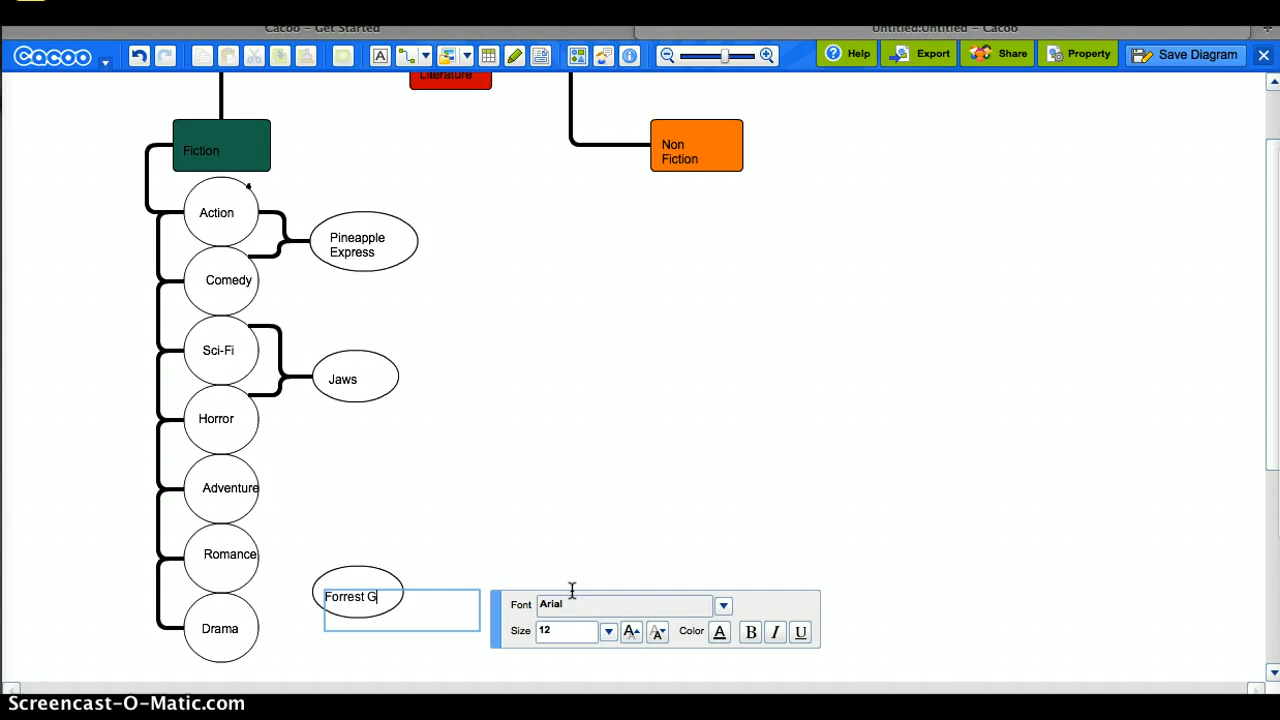 Cacoo – Get Started
Untitled:Untitled – Cacoo
Cacoo
A
Help
Export
Share
Property
Save Diagram
Literature
Fiction
Non
Fiction
Action
Pineapple
Express
Comedy
Sci-Fi
Jaws
Horror
Adventure
Romance
Forrest G
Font
Arial
Size
12
Color
A
B
I
U
Drama
Screencast-O-Matic.com